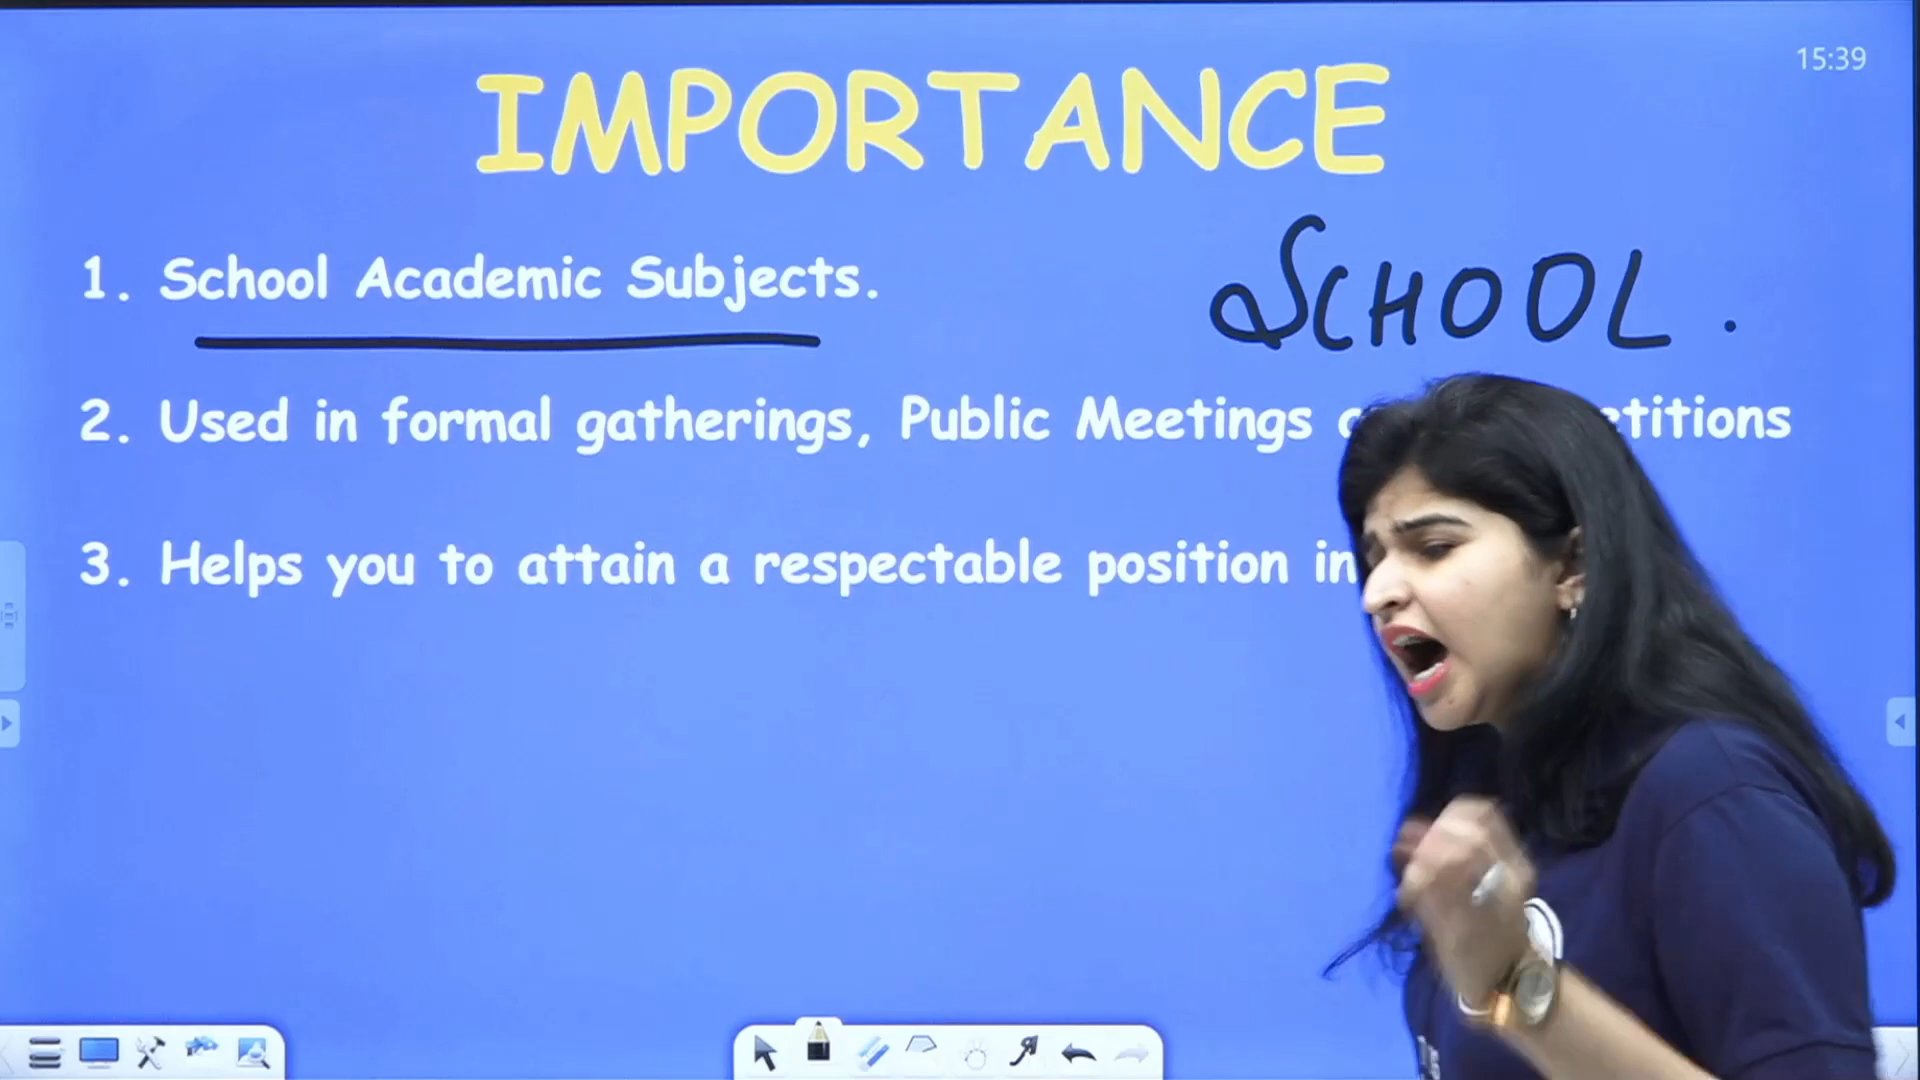 15:39
IMPORTANCE
1. School Academic Subjects.
SCHOOL.
2. Used in formal gatherings, Public Meetings
3. Helps you to attain a respectable position in